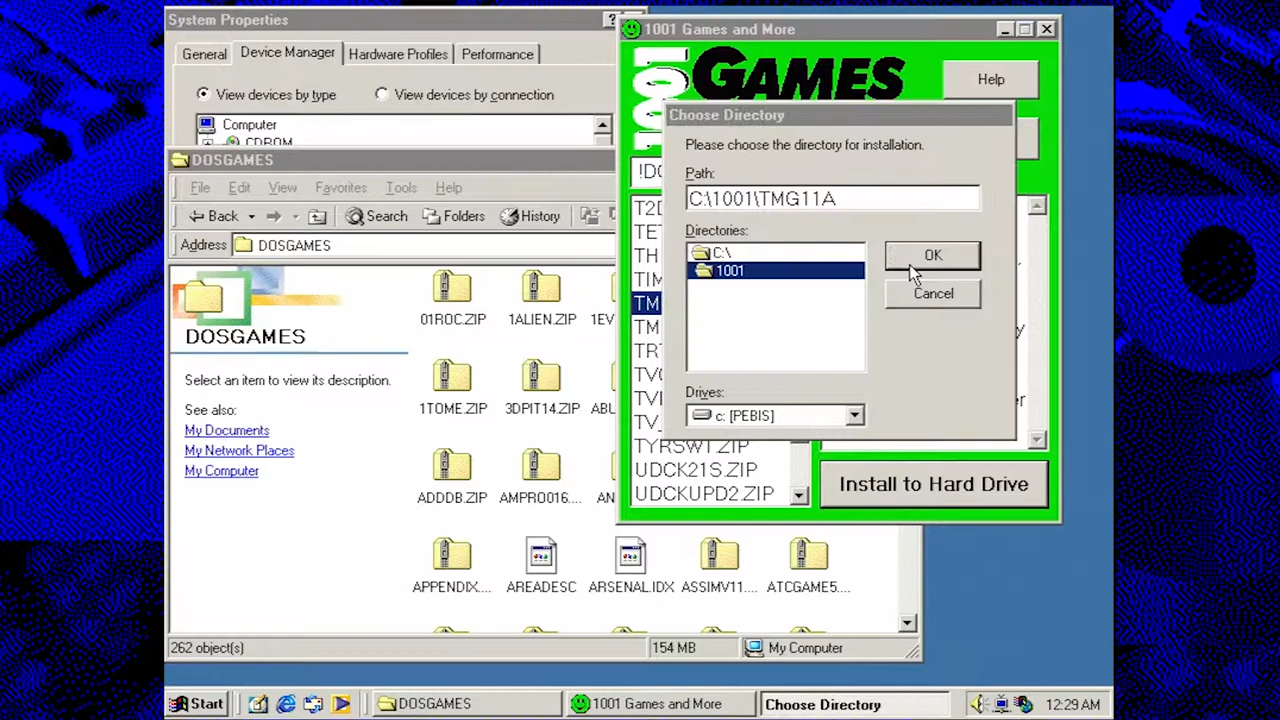 System Properties
?
General
Device Manager
Hardware Profiles
Performance
View devices by type
View devices by connection
Computer
CDROM
DOSGAMES
File Edit View Favorites Tools Help
Back
Search
Folders
History
Address
DOSGAMES
DOSGAMES
Select an item to view its description.
See also:
My Documents
My Network Places
My Computer
01ROC.ZIP
1ALIEN.ZIP
1TOME.ZIP
3DPIT14.ZIP
ADDDB.ZIP
AMPRO016....
APPENDIX....
AREADESC
ARSENAL.IDX
ASSIMV11....
ATCGAME5....
262 object(s)
154 MB
My Computer
1001 Games and More
1001
GAMES
Help
TYRSW1.ZIP
UDCK21S.ZIP
UDCKUPD2.ZIP
Install to Hard Drive
Choose Directory
Please choose the directory for installation.
Path:
C:\1001\TMG11A
Directories:
C:\
1001
OK
Cancel
Drives:
c: [PEBIS]
Start
DOSGAMES
1001 Games and More
Choose Directory
12:29 AM